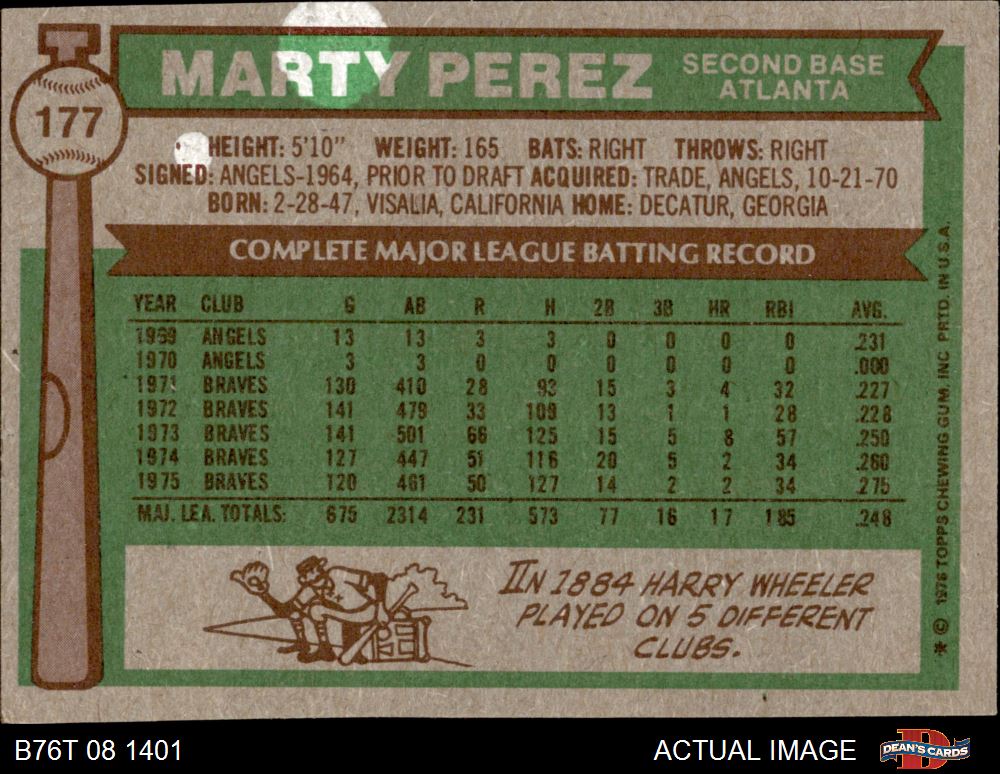 177
MARTY PEREZ
SECOND BASE
ATLANTA
HEIGHT: 5'10" WEIGHT: 165 BATS: RIGHT THROWS: RIGHT
SIGNED: ANGELS-1964, PRIOR TO DRAFT ACQUIRED: TRADE, ANGELS, 10-21-70
BORN: 2-28-47, VISALIA, CALIFORNIA HOME: DECATUR, GEORGIA
COMPLETE MAJOR LEAGUE BATTING RECORD
YEAR CLUB G AB R H 2B 3B HR RBI AVG.
1969 ANGELS 13 13 3 3 0 0 0 0 .231
1970 ANGELS 3 3 0 0 0 0 0 0 .000
1971 BRAVES 130 410 28 93 15 3 4 32 .227
1972 BRAVES 141 479 33 109 13 1 1 28 .228
1973 BRAVES 141 501 66 125 15 5 8 57 .250
1974 BRAVES 127 447 51 116 20 5 2 34 .260
1975 BRAVES 120 461 50 127 14 2 2 34 .275
MAJ. LEA. TOTALS: 675 2314 231 573 77 16 17 185 .248
IN 1884 HARRY WHEELER
PLAYED ON 5 DIFFERENT
CLUBS.
* © 1976 TOPPS CHEWING GUM, INC PRTD. IN U.S.A.
B76T 08 1401
ACTUAL IMAGE
DEAN'S CARDS